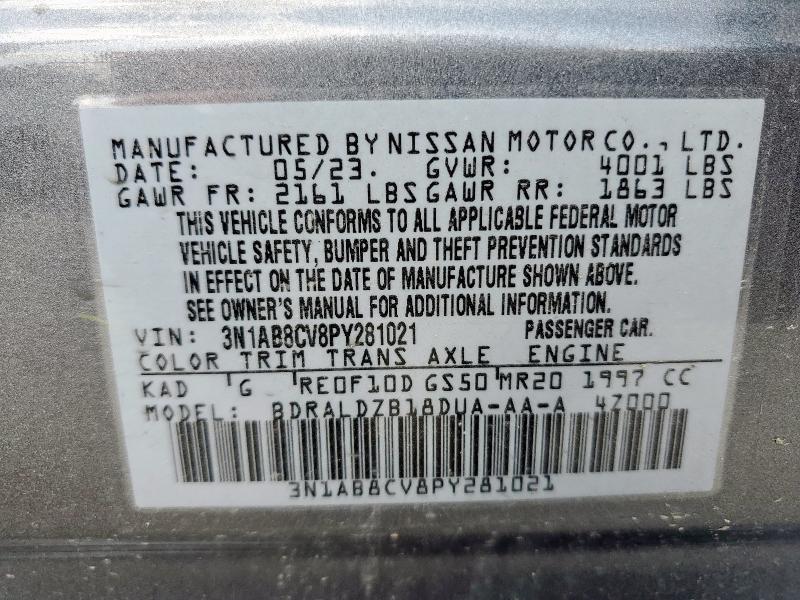 MANUFACTURED BY NISSAN MOTOR CO., LTD.
DATE: 05/23. GVWR: 4001 LBS
GAWR FR: 2161 LBS GAWR RR: 1863 LBS
THIS VEHICLE CONFORMS TO ALL APPLICABLE FEDERAL MOTOR
VEHICLE SAFETY, BUMPER AND THEFT PREVENTION STANDARDS
IN EFFECT ON THE DATE OF MANUFACTURE SHOWN ABOVE.
SEE OWNER'S MANUAL FOR ADDITIONAL INFORMATION.
VIN: 3N1AB8CV8PY281021 PASSENGER CAR.
COLOR TRIM TRANS AXLE ENGINE
KAD G RE0F10D GS50 MR20 1997 CC
MODEL: BDRALDZB18DUA-AA-A 4Z000
3N1AB8CV8PY281021